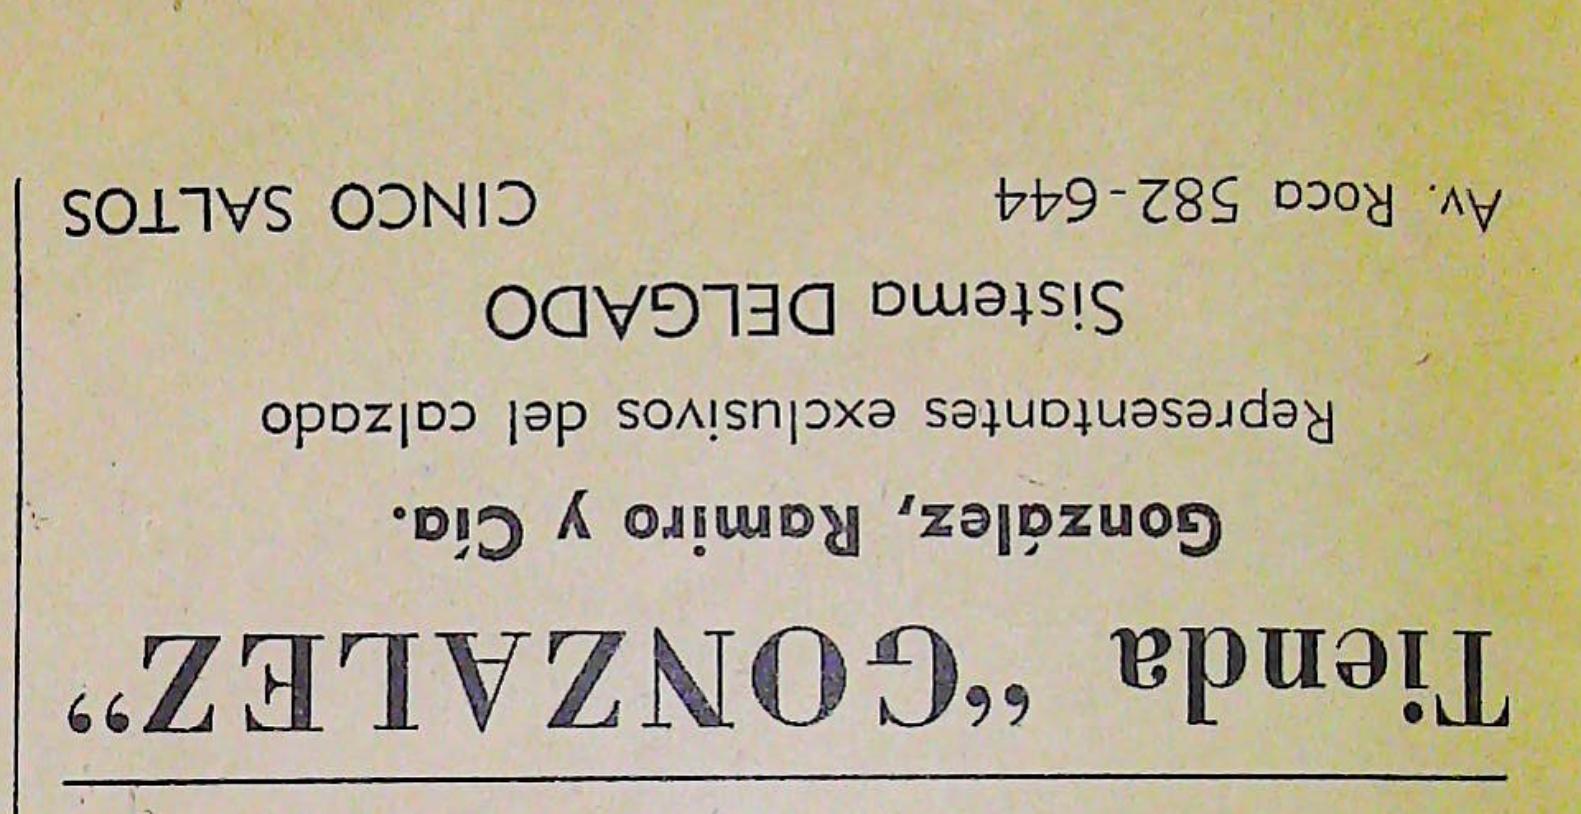 Tienda “GONZALEZ”
González, Ramiro y Cía.
Representantes exclusivos del calzado
Sistema DELGADO
Av. Roca 582-644 CINCO SALTOS